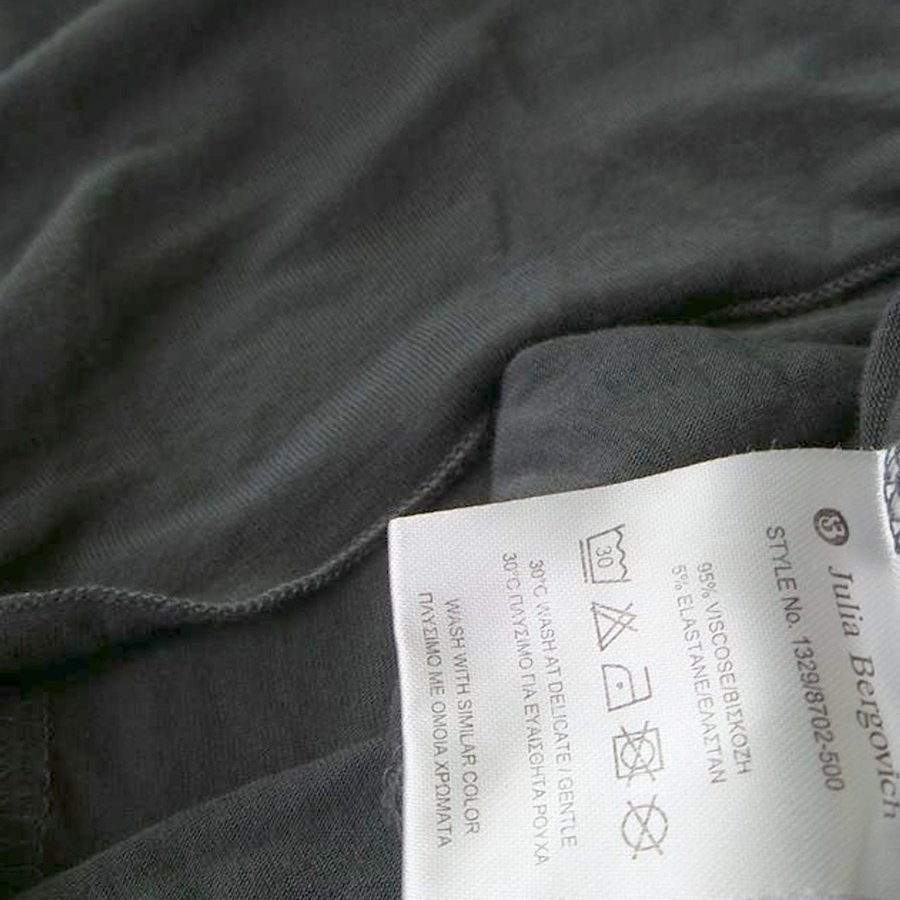 Julia Bergovich
STYLE No. 1329/8702-500
95% VISCOSE/ΒΙΣΚΟΖΗ
5% ELASTANE/ΕΛΑΣΤΑΝ
30
30°C WASH AT DELICATE /GENTLE
30°C ΠΛΥΣΙΜΟ ΓΙΑ ΕΥΑΙΣΘΗΤΑ ΡΟΥΧΑ
WASH WITH SIMILAR COLOR
ΠΛΥΣΙΜΟ ΜΕ ΟΜΟΙΑ ΧΡΩΜΑΤΑ